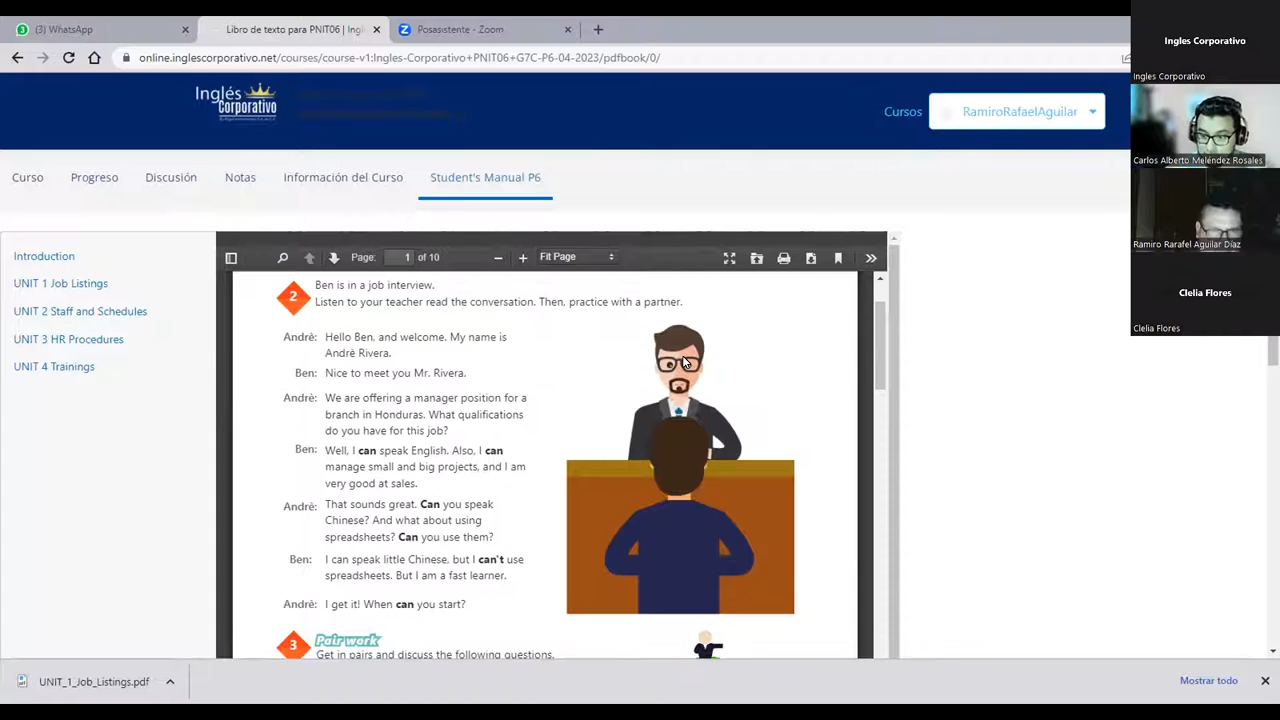 (3) WhatsApp
Libro de texto para PNIT06 | Ingl
Posasistente - Zoom
online.inglescorporativo.net/courses/course-v1:Ingles-Corporativo+PNIT06+G7C-P6-04-2023/pdfbook/0/
Ingles Corporativo
Ingles Corporativo
Carlos Alberto Meléndez Rosales
Ramiro Rarafel Aguilar Díaz
Clelia Flores
Clelia Flores
Inglés
Corporativo
Cursos
RamiroRafaelAguilar
Curso
Progreso
Discusión
Notas
Información del Curso
Student's Manual P6
Introduction
UNIT 1 Job Listings
UNIT 2 Staff and Schedules
UNIT 3 HR Procedures
UNIT 4 Trainings
Page: 1 of 10
Fit Page
2
Ben is in a job interview.
Listen to your teacher read the conversation. Then, practice with a partner.
Andrè: Hello Ben, and welcome. My name is
Andrè Rivera.
Ben: Nice to meet you Mr. Rivera.
Andrè: We are offering a manager position for a
branch in Honduras. What qualifications
do you have for this job?
Ben: Well, I can speak English. Also, I can
manage small and big projects, and I am
very good at sales.
Andrè: That sounds great. Can you speak
Chinese? And what about using
spreadsheets? Can you use them?
Ben: I can speak little Chinese, but I can't use
spreadsheets. But I am a fast learner.
Andrè: I get it! When can you start?
3
Pair work
Get in pairs and discuss the following questions.
UNIT_1_Job_Listings.pdf
Mostrar todo